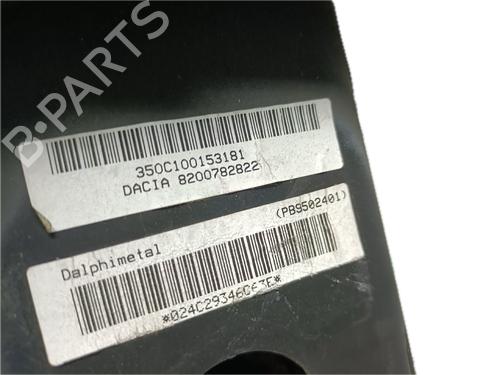 B-PARTS
350C100153181
DACIA 8200782822
Dalphimetal (PB9502401)
*024C29346C63E*